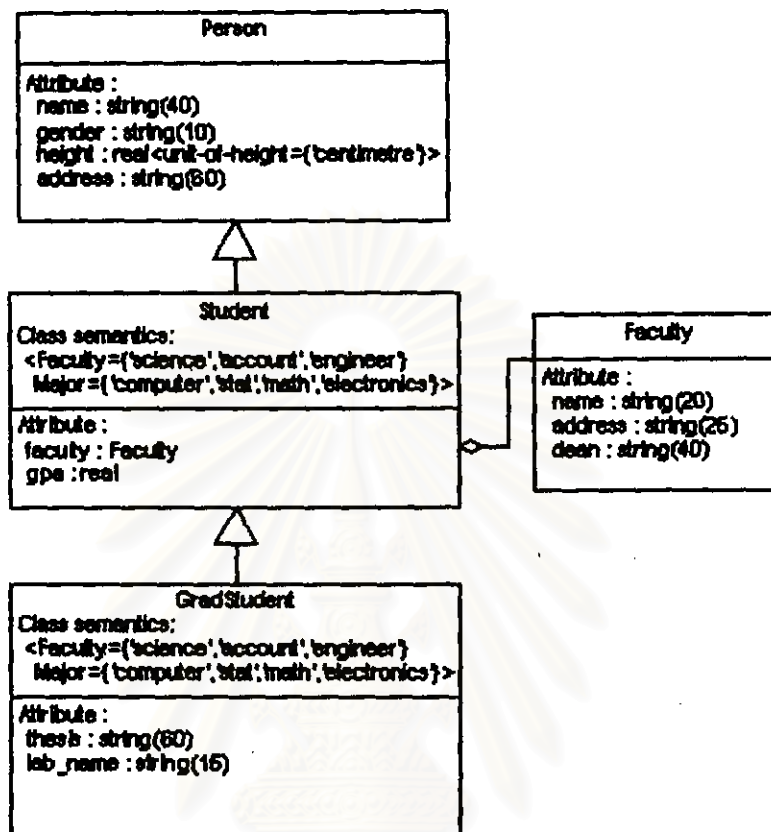 Person
Attribute :
name : string(40)
gender : string(10)
height : real<unit-of-height={'centimetre'}>
address : string(60)
Student
Class semantics:
<Faculty={'science','account','engineer'}
Major={'computer','stat','math','electronics'}>
Attribute :
faculty : Faculty
gpa : real
Faculty
Attribute :
name : string(20)
address : string(25)
dean : string(40)
GradStudent
Class semantics:
<Faculty={'science','account','engineer'}
Major={'computer','stat','math','electronics'}>
Attribute :
thesis : string(60)
lab_name : string(15)